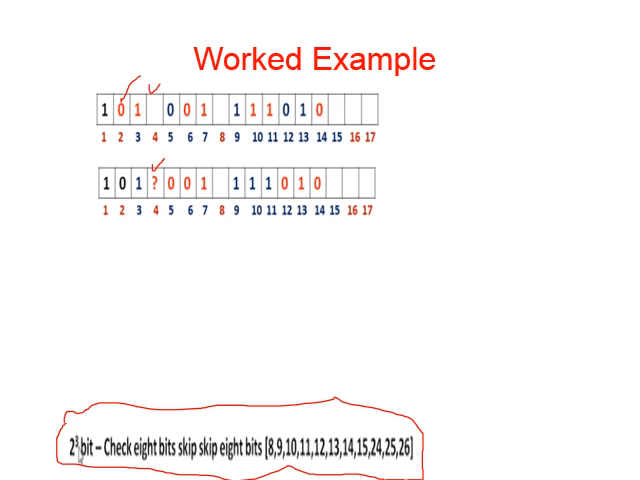 Worked Example
1 0 1 0 0 1 1 1 1 0 1 0
1 2 3 4 5 6 7 8 9 10 11 12 13 14 15 16 17
1 0 1 ? 0 0 1 1 1 1 0 1 0
1 2 3 4 5 6 7 8 9 10 11 12 13 14 15 16 17
2³ bit – Check eight bits skip skip eight bits [8,9,10,11,12,13,14,15,24,25,26]